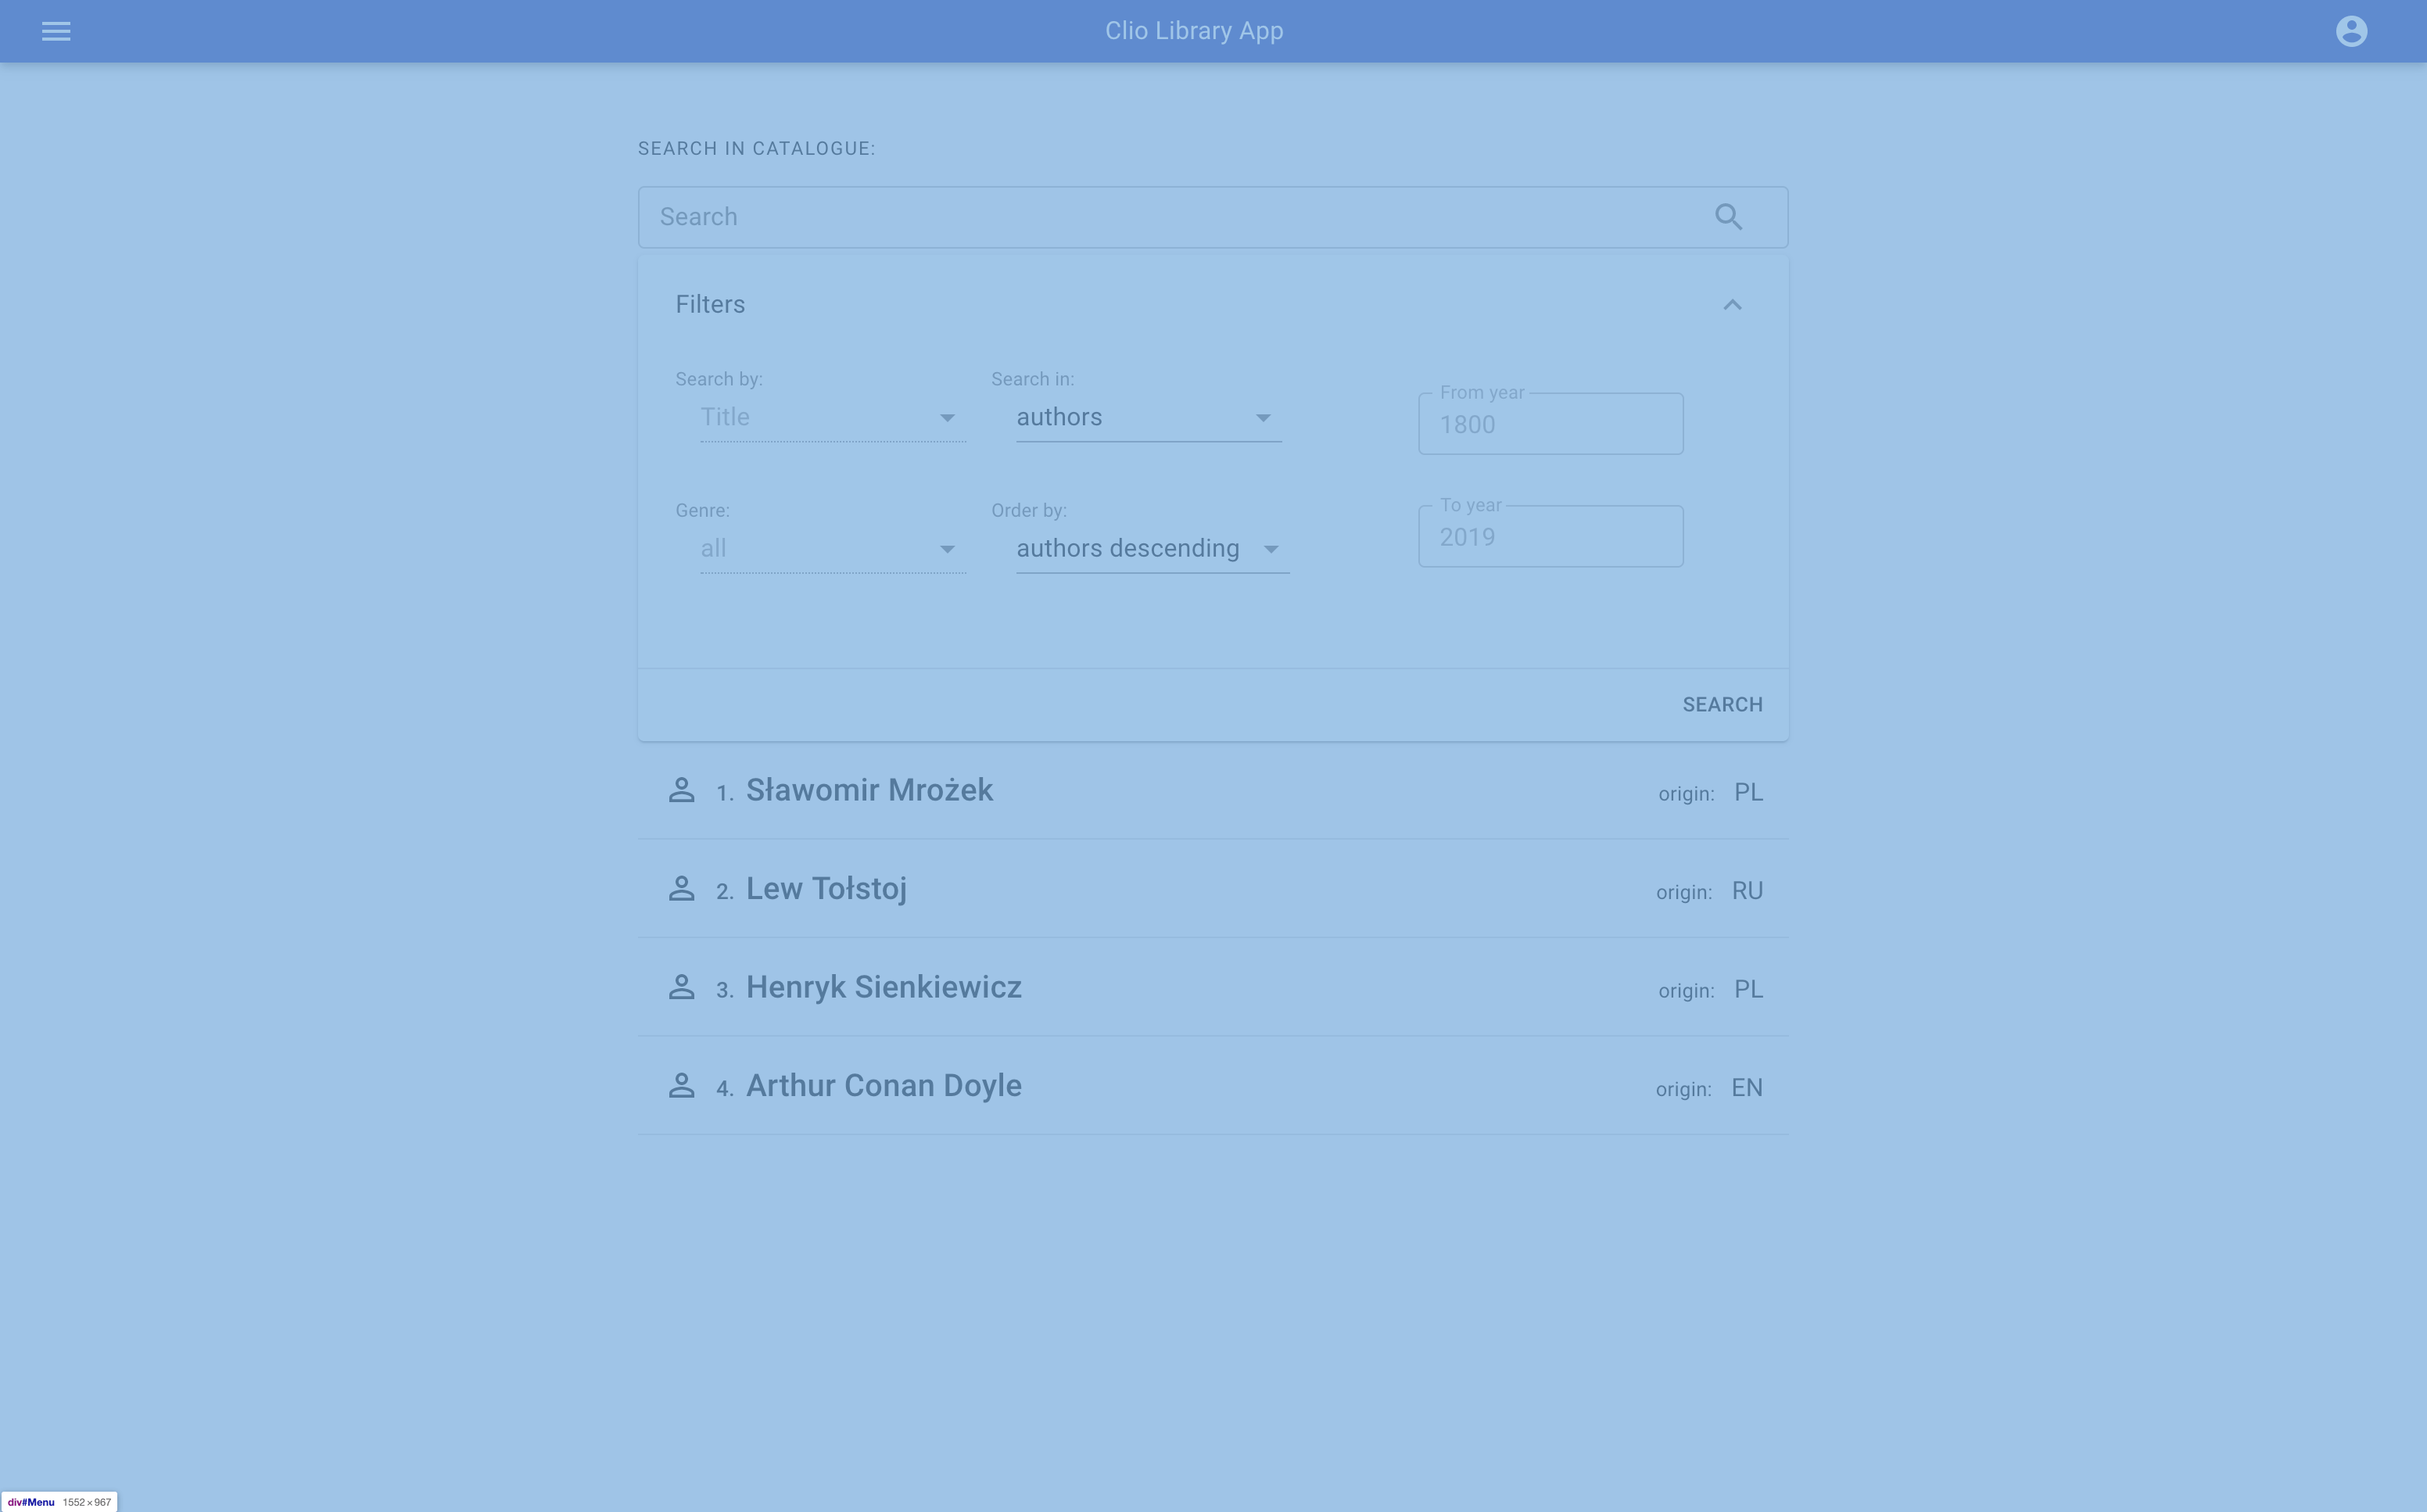 Clio Library App
SEARCH IN CATALOGUE:
Search
Filters
Search by:
Title
Search in:
authors
From year
1800
Genre:
all
Order by:
authors descending
To year
2019
SEARCH
1. Sławomir Mrożek origin: PL
2. Lew Tołstoj origin: RU
3. Henryk Sienkiewicz origin: PL
4. Arthur Conan Doyle origin: EN
div#Menu 1552×967